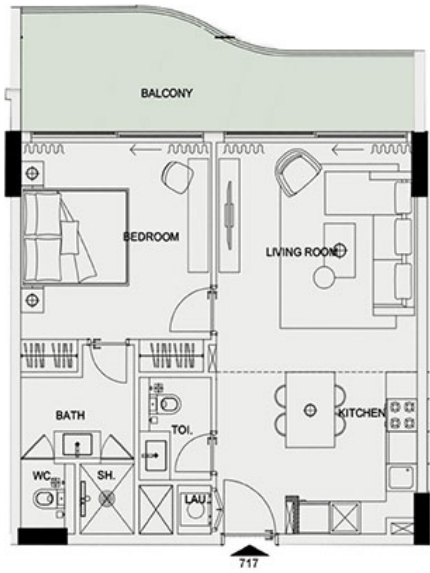 BALCONY
BEDROOM
LIVING ROOM
BATH
TOI.
KITCHEN
WC
SH.
LAU.
717